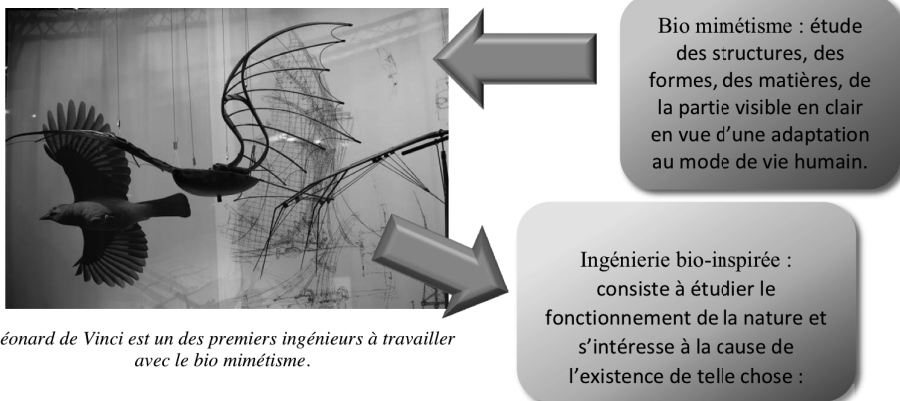 Bio mimétisme : étude
des structures, des
formes, des matières, de
la partie visible en clair
en vue d'une adaptation
au mode de vie humain.
Ingénierie bio-inspirée :
consiste à étudier le
fonctionnement de la nature et
s'intéresse à la cause de
l'existence de telle chose :
éonard de Vinci est un des premiers ingénieurs à travailler
avec le bio mimétisme.